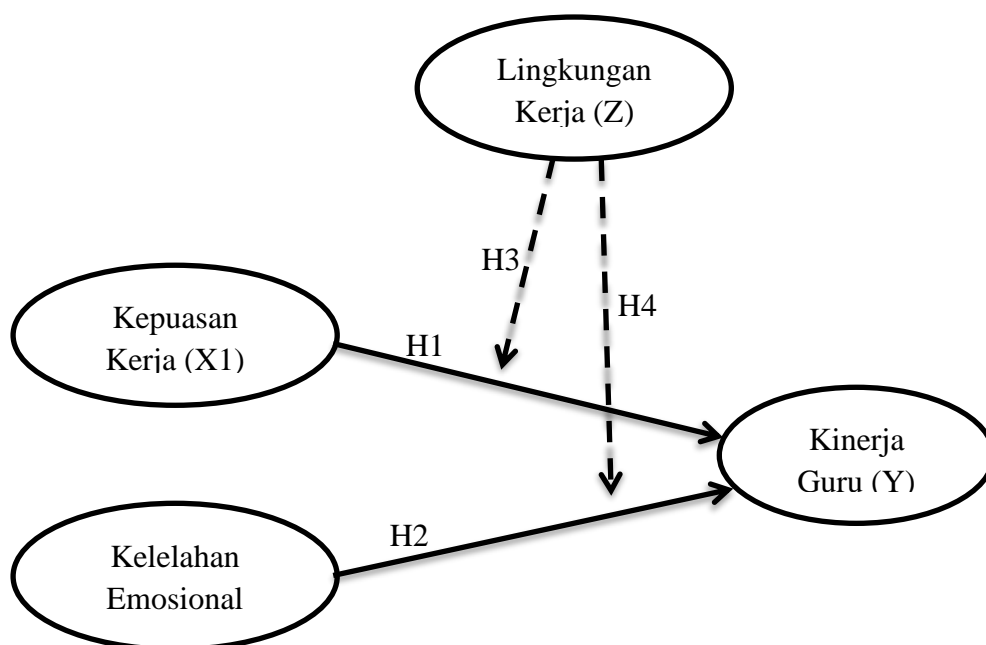 Lingkungan
Kerja (Z)
H3
H4
Kepuasan
Kerja (X1)
H1
Kinerja
Guru (Y)
H2
Kelelahan
Emosional